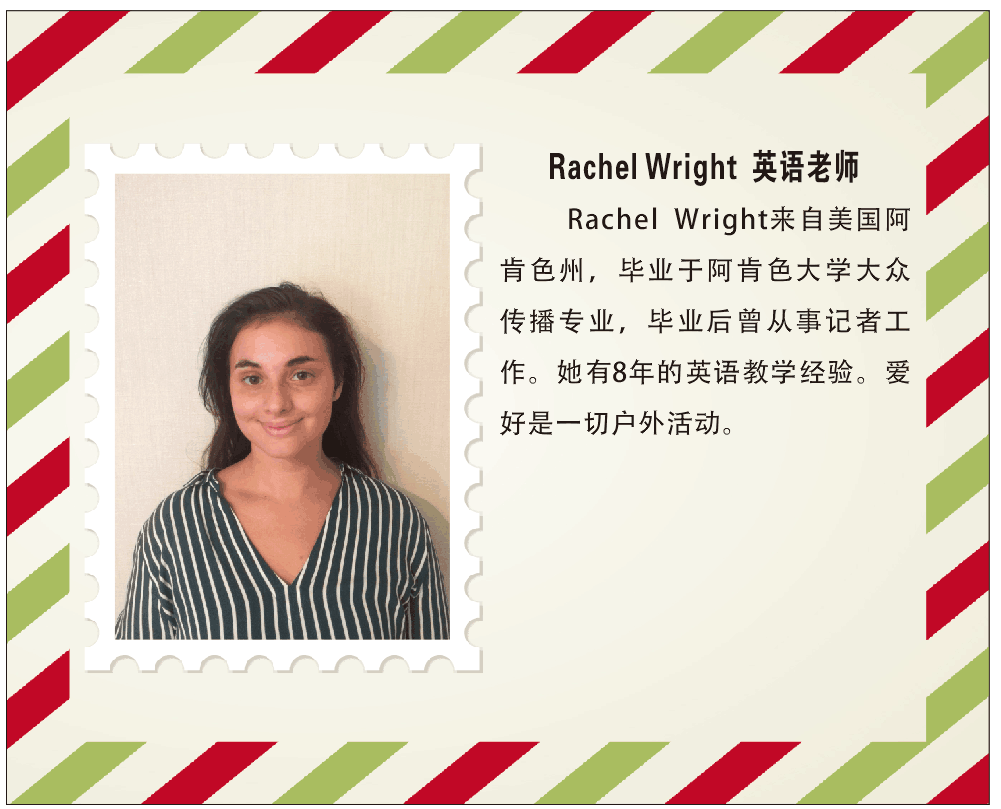 Rachel Wright 英语老师
Rachel Wright来自美国阿
肯色州，毕业于阿肯色大学大众
传播专业，毕业后曾从事记者工
作。她有8年的英语教学经验。爱
好是一切户外活动。